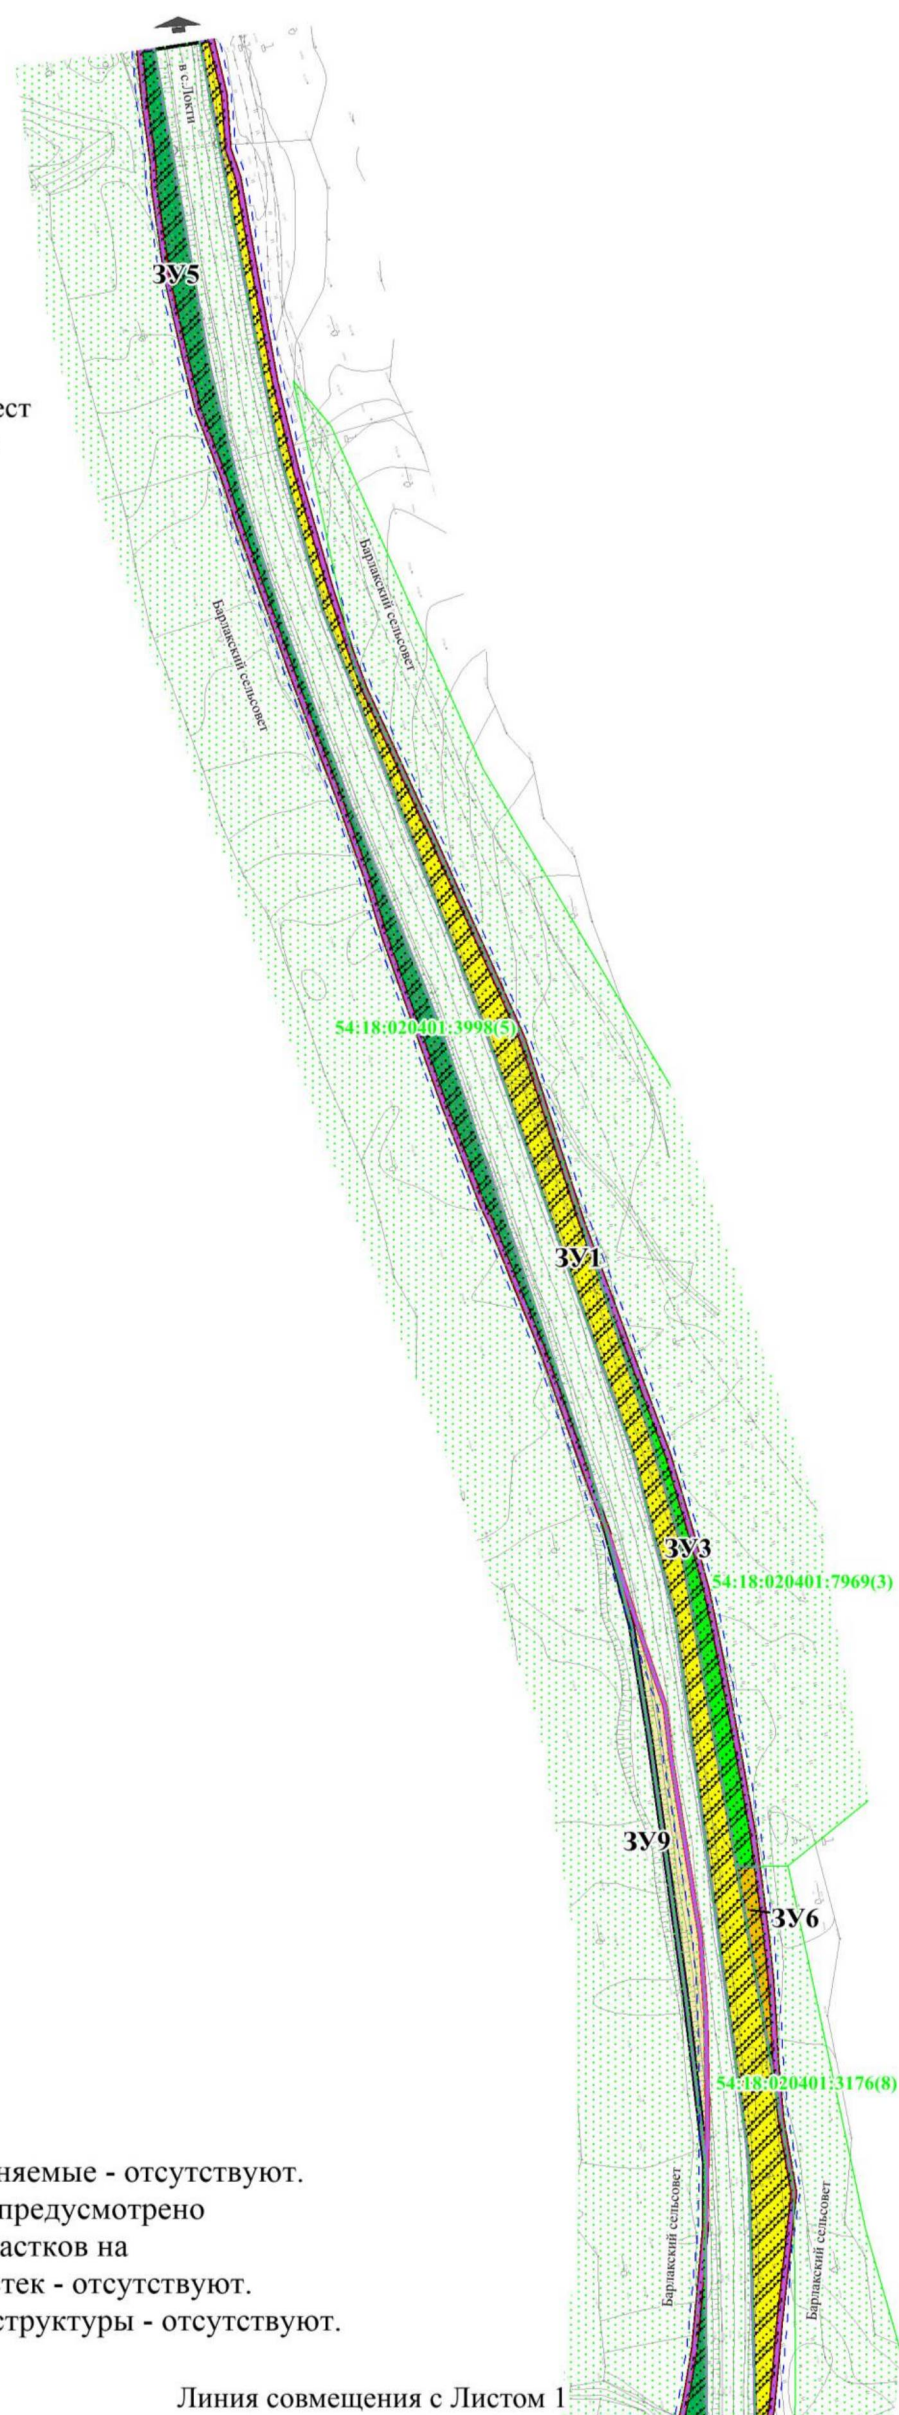 в с.Локти
ЗУ5
ест
Барлакский сельсовет
Барлакский сельсовет
54:18:020401:3998(5)
ЗУ1
ЗУ3
54:18:020401:7969(3)
ЗУ9
ЗУ6
54:18:020401:3176(8)
няемые - отсутствуют.
предусмотрено
астков на
тек - отсутствуют.
структуры - отсутствуют.
Барлакский сельсовет
Барлакский сельсовет
Линия совмещения с Листом 1